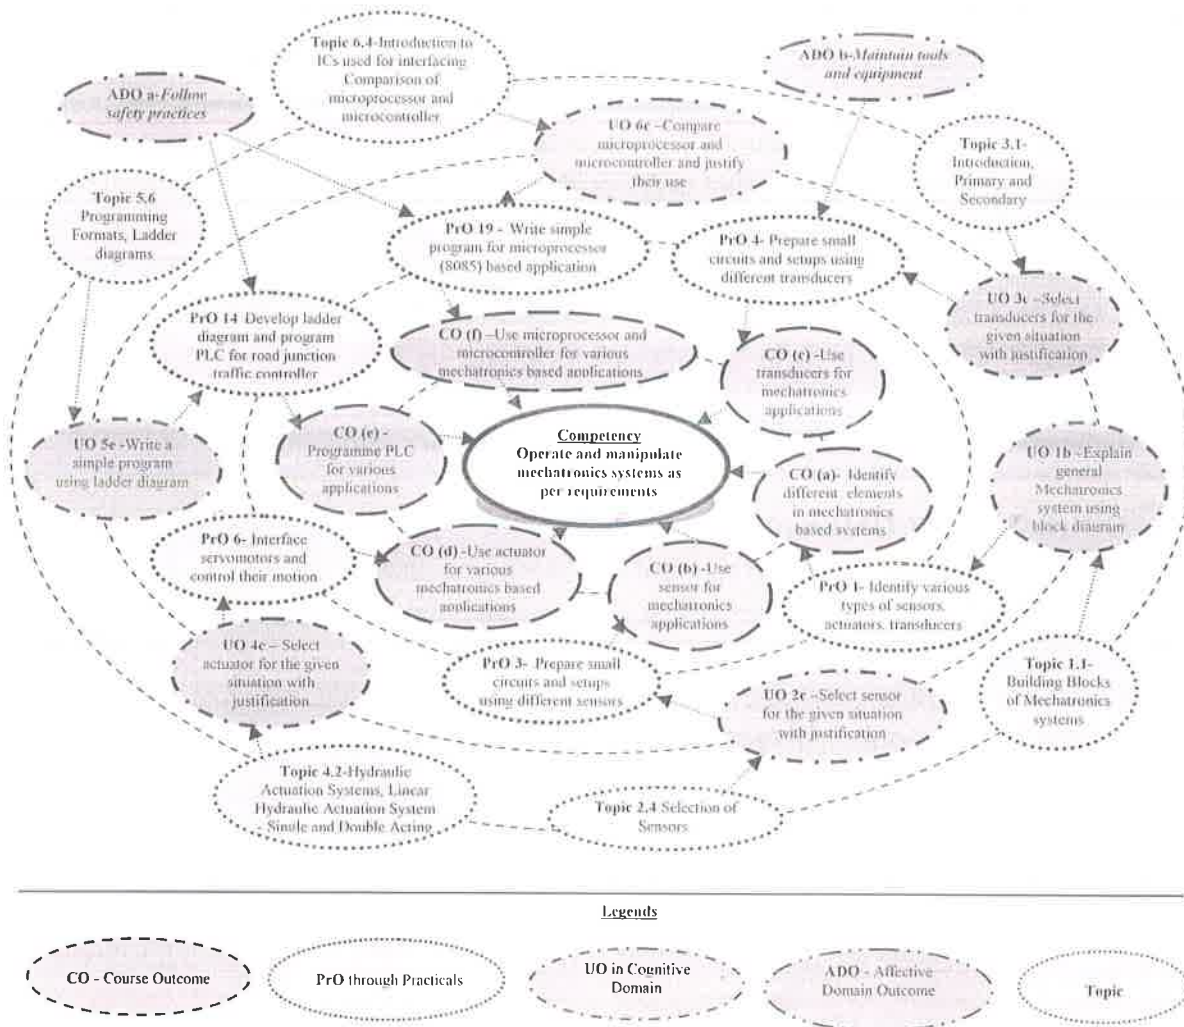 Topic 6.4-Introduction to
ICs used for interfacing
Comparison of
microprocessor and
microcontroller
ADO b-Maintain tools
and equipment
ADO a-Follow
safety practices
UO 6c –Compare
microprocessor and
microcontroller and justify
their use
Topic 3.1-
Introduction,
Primary and
Secondary
Topic 5.6
Programming
Formats, Ladder
diagrams
PrO 19 - Write simple
program for microprocessor
(8085) based application
PrO 4- Prepare small
circuits and setups using
different transducers
UO 3c –Select
transducers for the
given situation
with justification
PrO 14 Develop ladder
diagram and program
PLC for road junction
traffic controller
CO (f) –Use microprocessor and
microcontroller for various
mechatronics based applications
CO (c) -Use
transducers for
mechatronics
applications
UO 5e -Write a
simple program
using ladder diagram
CO (e) -
Programme PLC
for various
applications
Competency
Operate and manipulate
mechatronics systems as
per requirements
CO (a)- Identify
different elements
in mechatronics
based systems
UO 1b - Explain
general
Mechatronics
system using
block diagram
PrO 6- Interface
servomotors and
control their motion
CO (d) -Use actuator
for various
mechatronics based
applications
CO (b) -Use
sensor for
mechatronics
applications
PrO 1- Identify various
types of sensors,
actuators, transducers
UO 4c – Select
actuator for the given
situation with
justification
PrO 3- Prepare small
circuits and setups
using different sensors
UO 2c –Select sensor
for the given situation
with justification
Topic 1.1-
Building Blocks
of Mechatronics
systems
Topic 4.2-Hydraulic
Actuation Systems, Linear
Hydraulic Actuation System
- Single and Double Acting
Topic 2.4 Selection of
Sensors
Legends
CO - Course Outcome
PrO through Practicals
UO in Cognitive
Domain
ADO - Affective
Domain Outcome
Topic